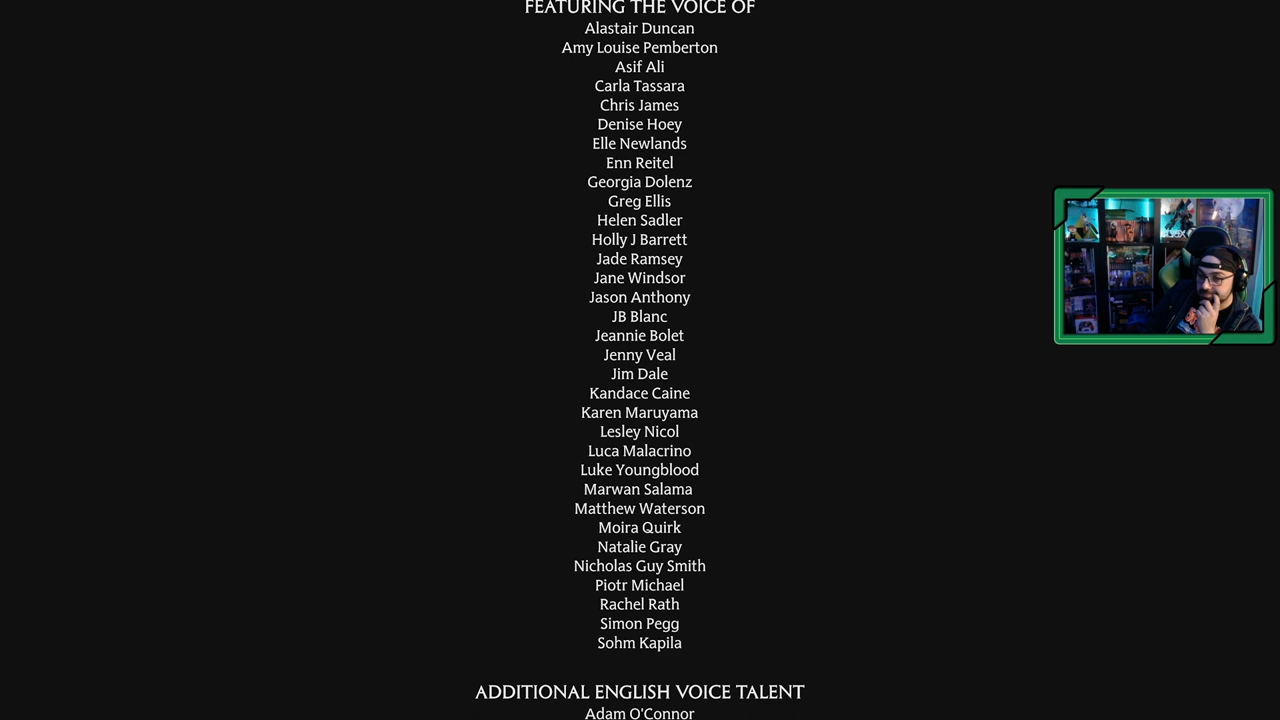 FEATURING THE VOICE OF
Alastair Duncan
Amy Louise Pemberton
Asif Ali
Carla Tassara
Chris James
Denise Hoey
Elle Newlands
Enn Reitel
Georgia Dolenz
Greg Ellis
Helen Sadler
Holly J Barrett
Jade Ramsey
Jane Windsor
Jason Anthony
JB Blanc
Jeannie Bolet
Jenny Veal
Jim Dale
Kandace Caine
Karen Maruyama
Lesley Nicol
Luca Malacrino
Luke Youngblood
Marwan Salama
Matthew Waterson
Moira Quirk
Natalie Gray
Nicholas Guy Smith
Piotr Michael
Rachel Rath
Simon Pegg
Sohm Kapila
ADDITIONAL ENGLISH VOICE TALENT
Adam O'Connor